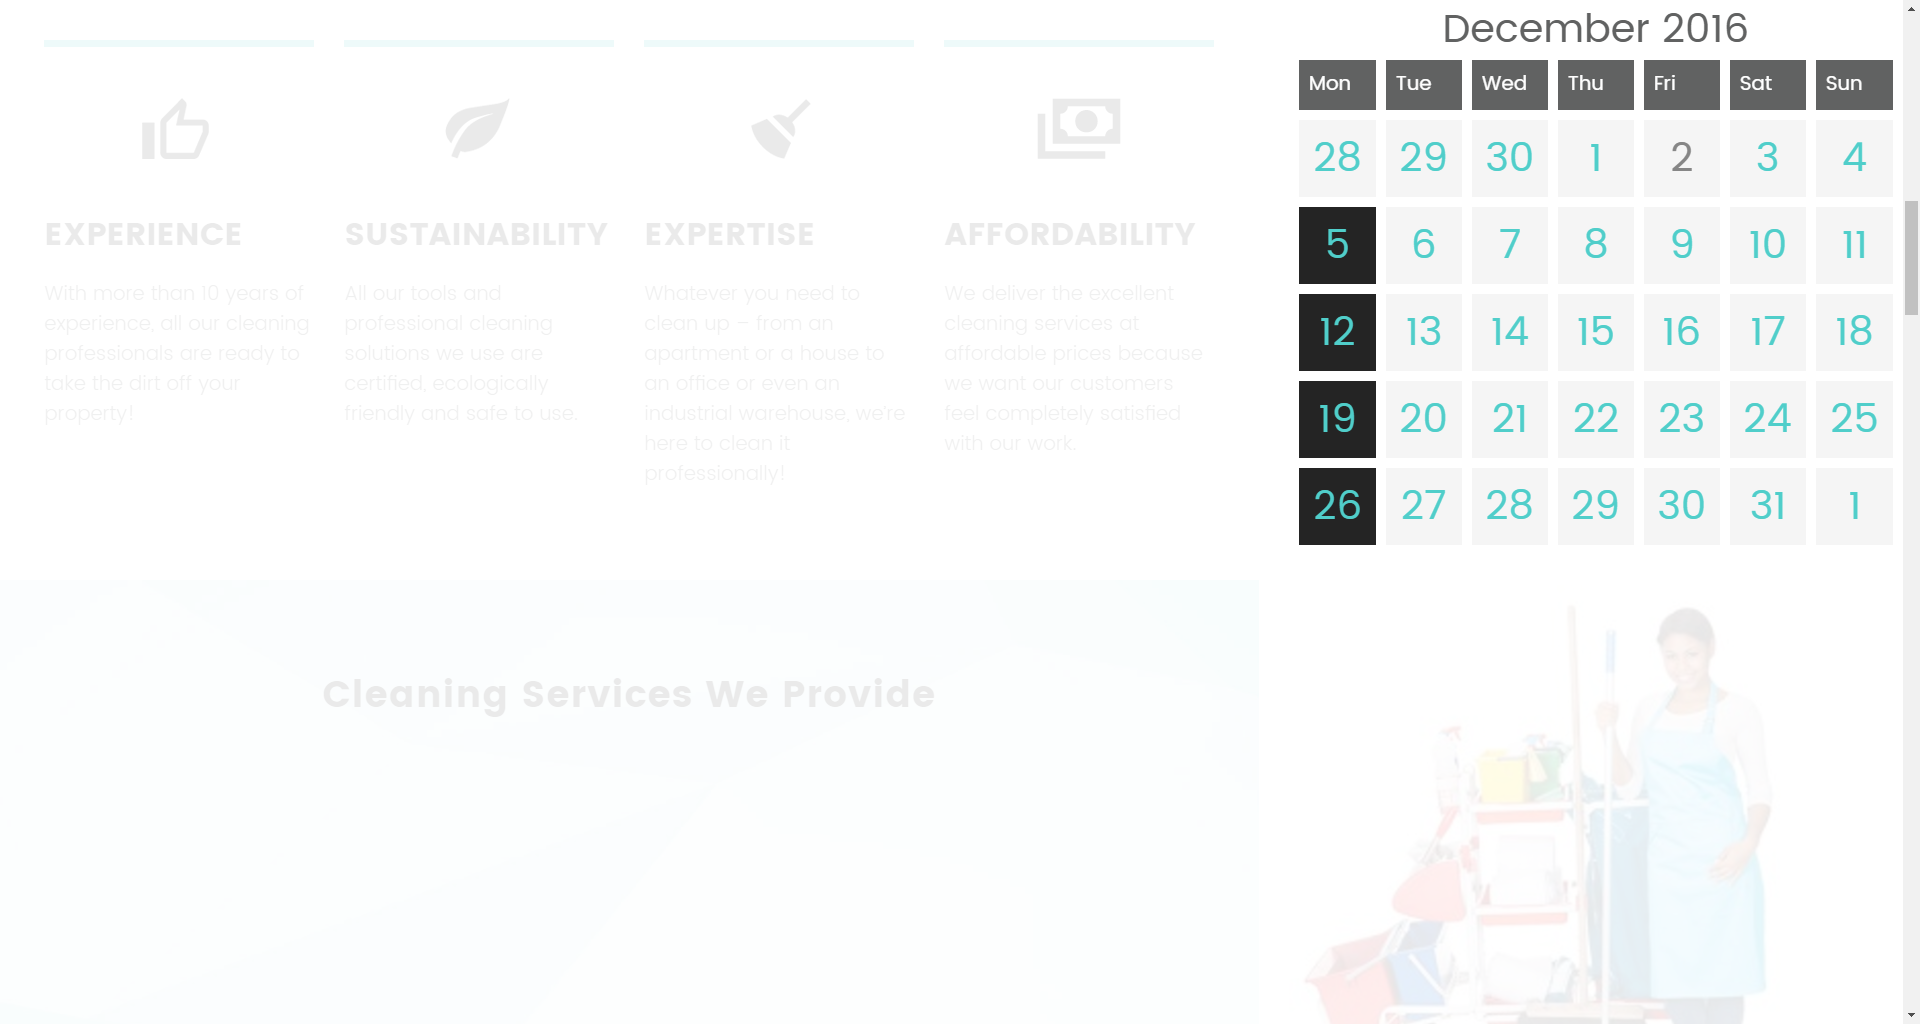 December 2016
Mon Tue Wed Thu Fri Sat Sun
28 29 30 1 2 3 4
5 6 7 8 9 10 11
12 13 14 15 16 17 18
19 20 21 22 23 24 25
26 27 28 29 30 31 1
EXPERIENCE
With more than 10 years of
experience, all our cleaning
professionals are ready to
take the dirt off your
property!
SUSTAINABILITY
All our tools and
professional cleaning
solutions we use are
certified, ecologically
friendly and safe to use.
EXPERTISE
Whatever you need to
clean up – from an
apartment or a house to
an office or even an
industrial warehouse, we're
here to clean it
professionally!
AFFORDABILITY
We deliver the excellent
cleaning services at
affordable prices because
we want our customers
feel completely satisfied
with our work.
Cleaning Services We Provide